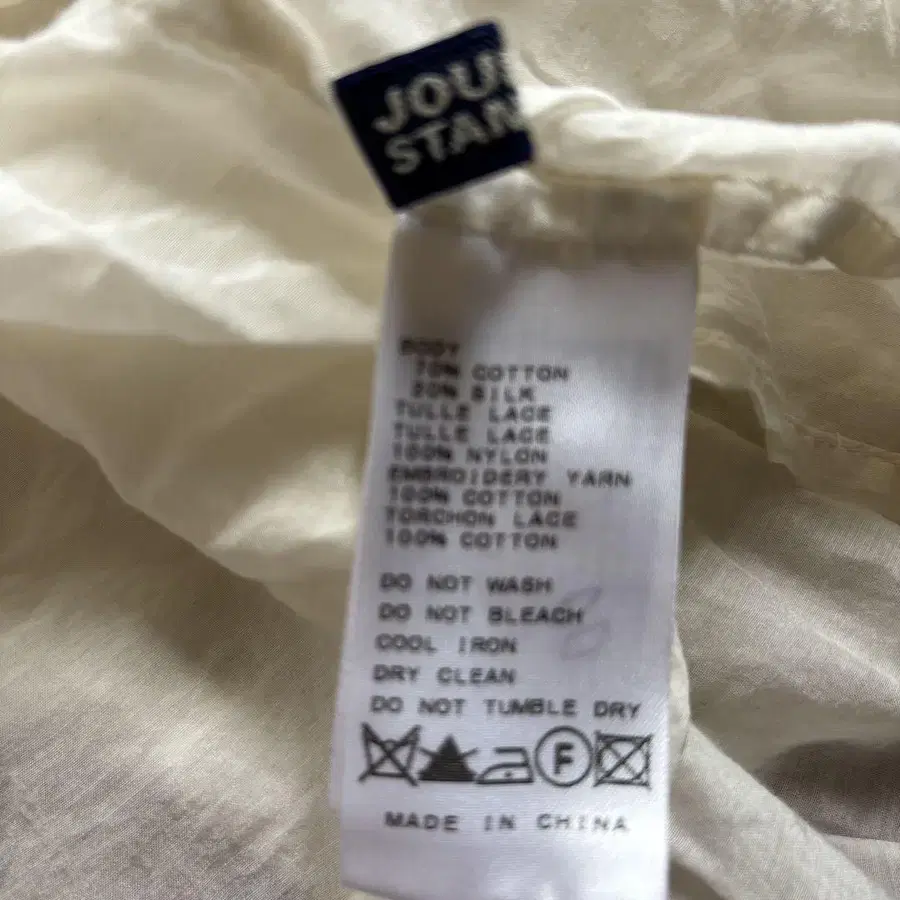 JOU
STAN
BODY
70% COTTON
30% SILK
TULLE LACE
TULLE LACE
100% NYLON
EMBROIDERY YARN
100% COTTON
TORCHON LACE
100% COTTON
DO NOT WASH
DO NOT BLEACH
COOL IRON
DRY CLEAN
DO NOT TUMBLE DRY
F
MADE IN CHINA